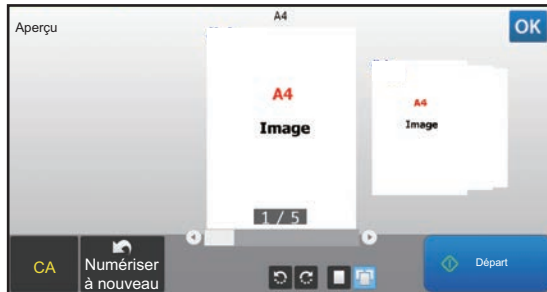 Aperçu
A4
OK
A4
Image
A4
Image
1 / 5
CA
Numériser
à nouveau
Départ